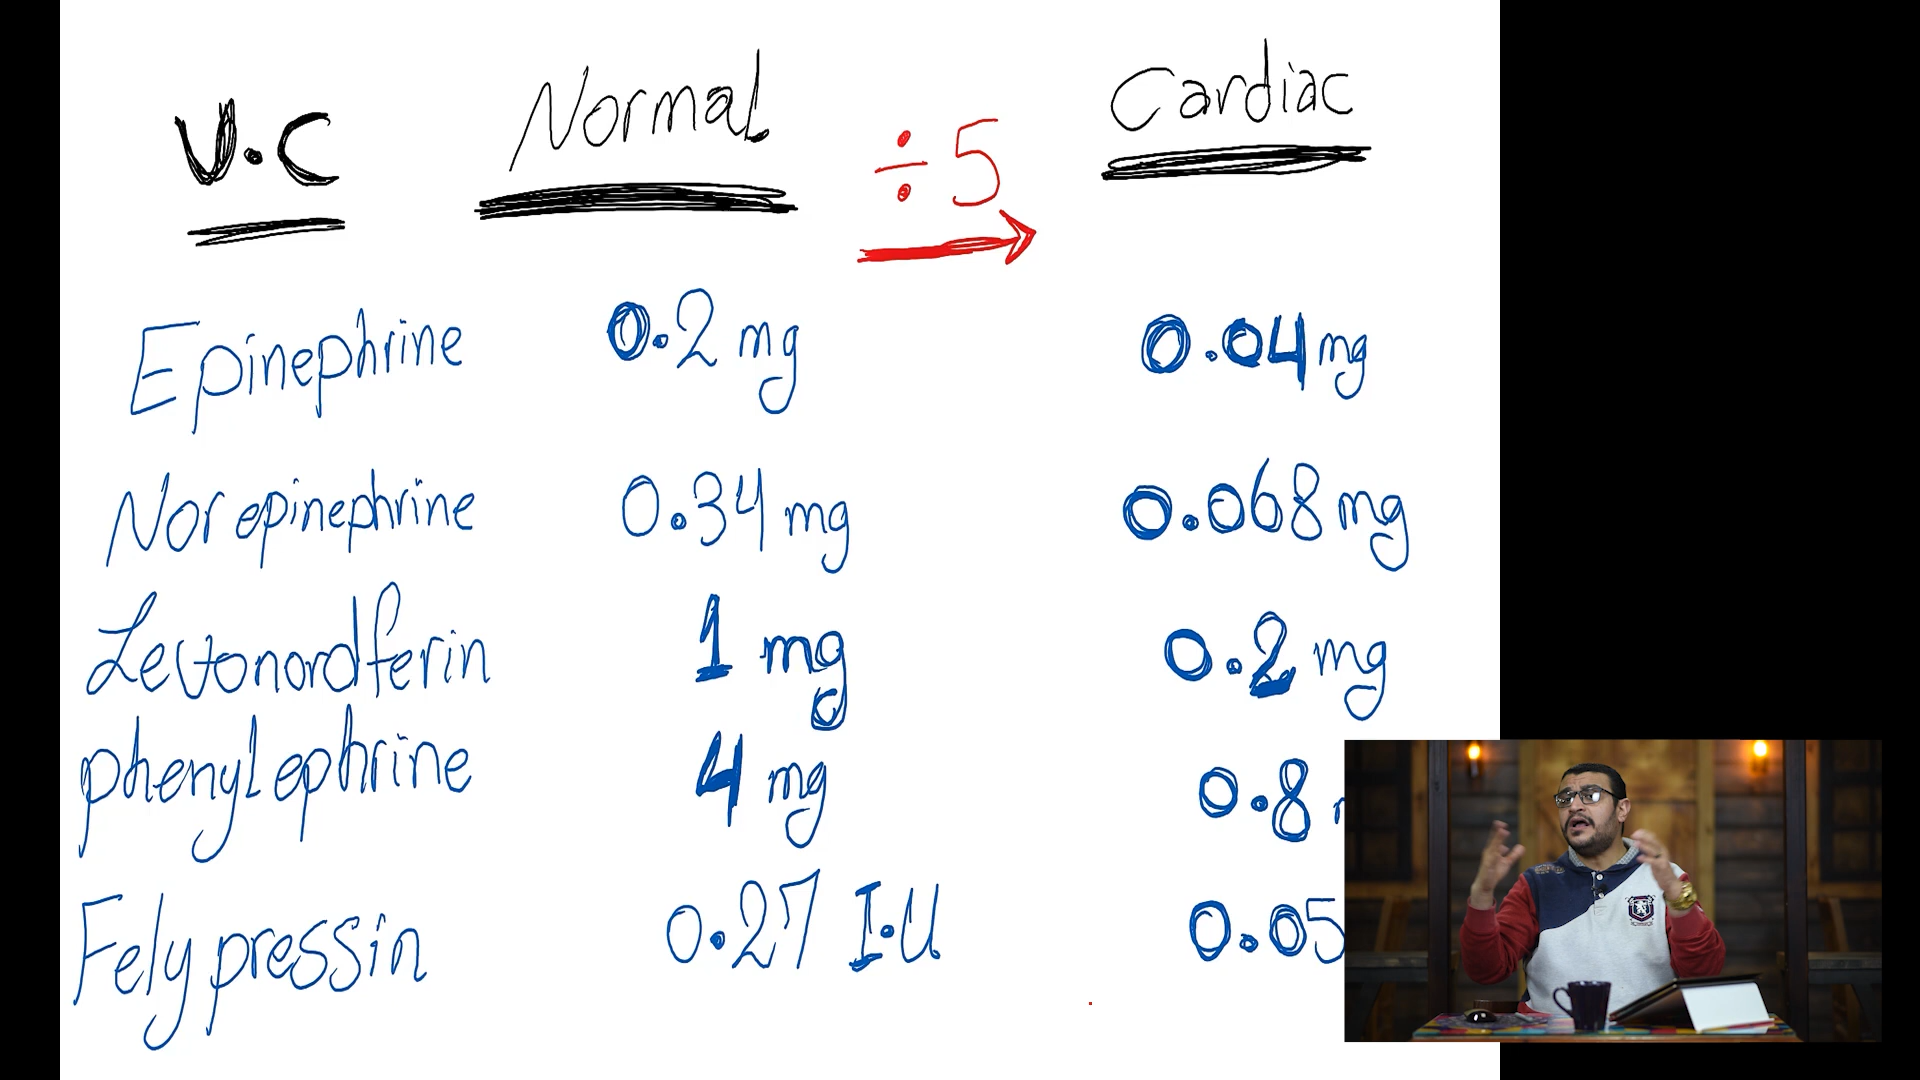 V.C Normal ÷5 Cardiac
Epinephrine 0.2 mg 0.04 mg
Norepinephrine 0.34 mg 0.068 mg
Levonordferin 1 mg 0.2 mg
phenylephrine 4 mg 0.8
Felypressin 0.27 I.U 0.05